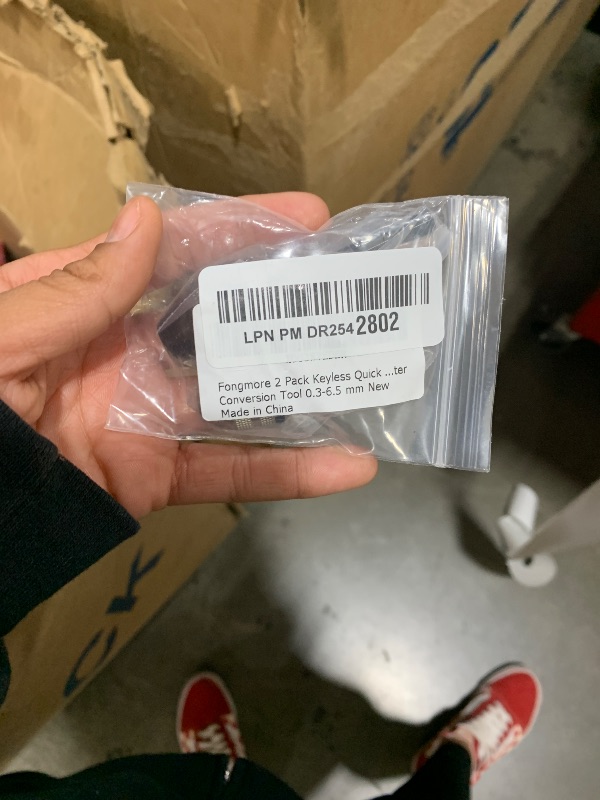 LPN PM DR2542802
Fongmore 2 Pack Keyless Quick ...ter
Conversion Tool 0.3-6.5 mm New
Made in China
CK